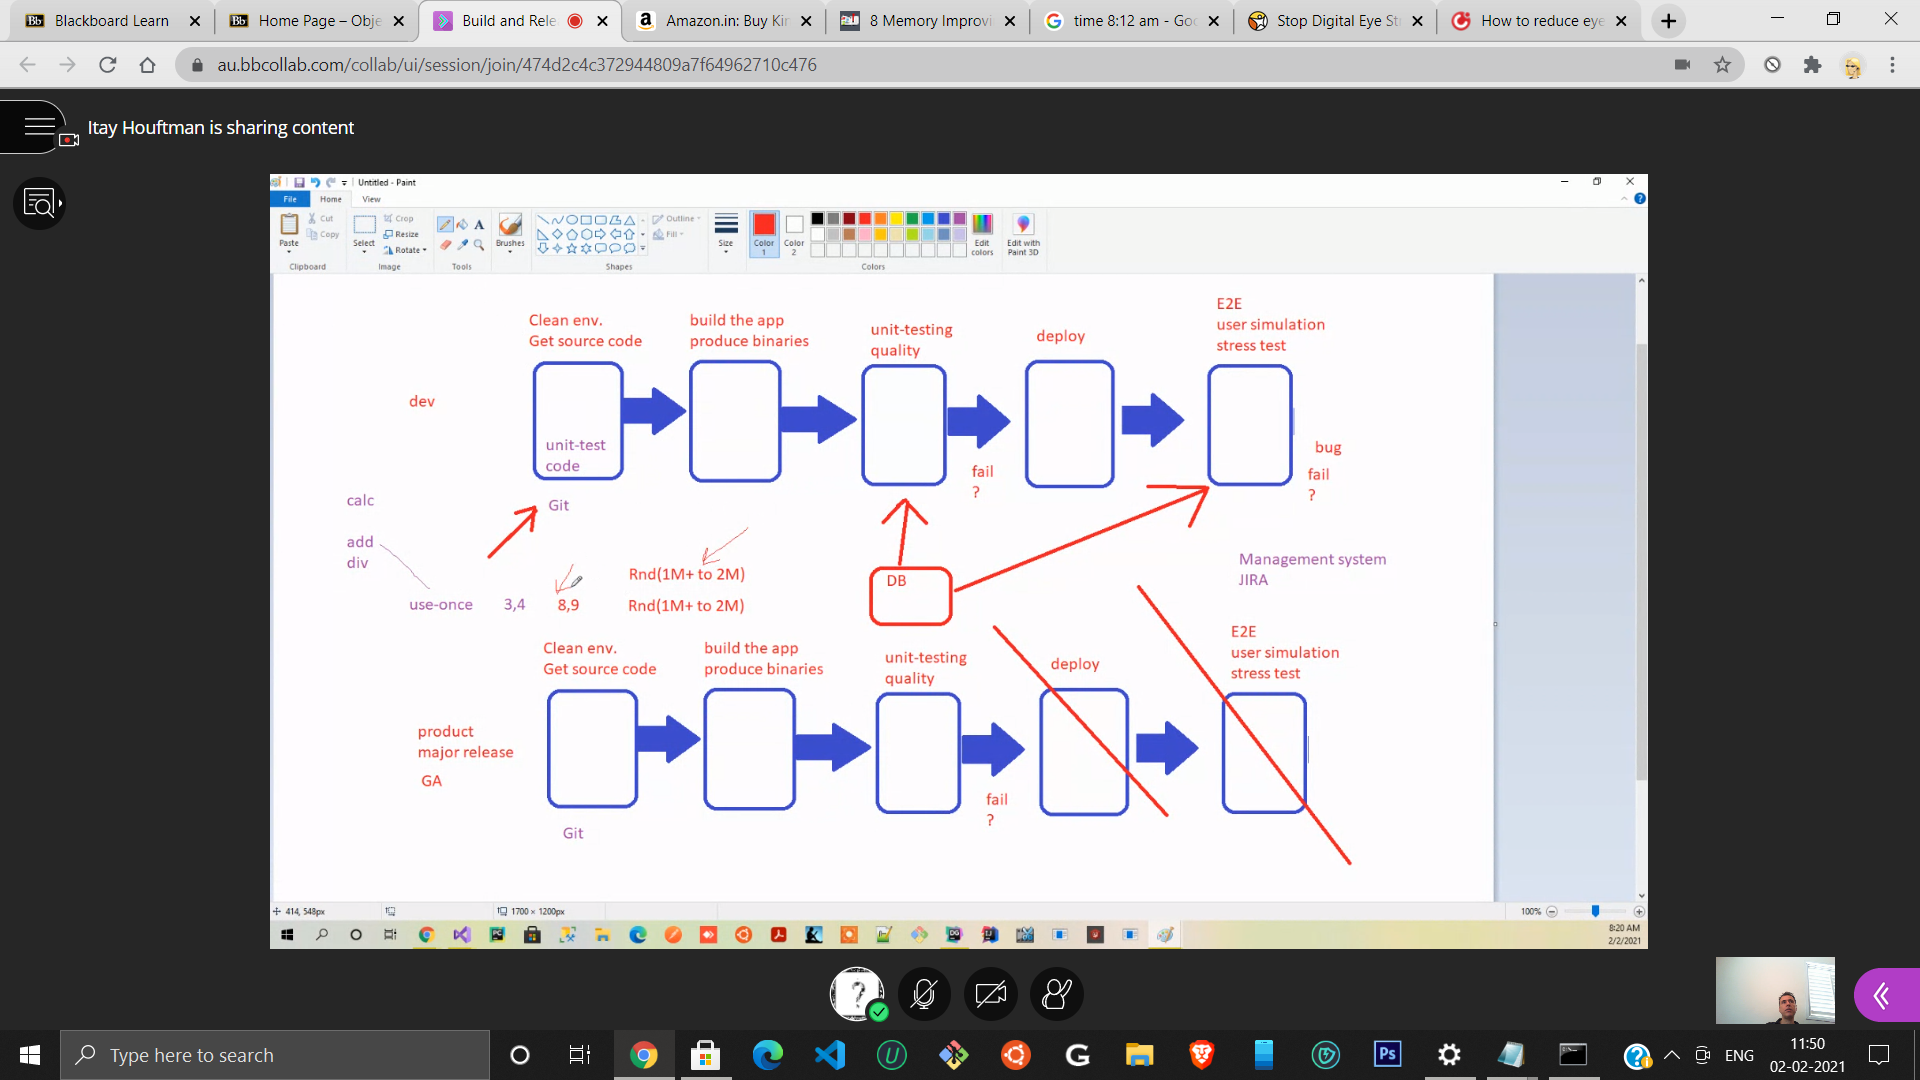 Blackboard Learn
Home Page – Obje
Build and Rele
Amazon.in: Buy Kin
8 Memory Improvi
time 8:12 am - Goo
Stop Digital Eye St
How to reduce eye
au.bbcollab.com/collab/ui/session/join/474d2c4c372944809a7f64962710c476
Itay Houftman is sharing content
Untitled - Paint
File Home View
Paste
Cut
Copy
Clipboard
Select
Crop
Resize
Rotate
Image
Tools
Brushes
Shapes
Outline
Fill
Size
Color 1
Color 2
Colors
Edit colors
Edit with Paint 3D
Clean env.
Get source code
build the app
produce binaries
unit-testing
quality
deploy
E2E
user simulation
stress test
dev
unit-test
code
Git
fail
?
bug
fail
?
calc
add
div
use-once 3,4 8,9
Rnd(1M+ to 2M)
Rnd(1M+ to 2M)
DB
Management system
JIRA
Clean env.
Get source code
build the app
produce binaries
unit-testing
quality
deploy
E2E
user simulation
stress test
product
major release
GA
Git
fail
?
414, 548px
1700 × 1200px
100%
8:20 AM
2/2/2021
Type here to search
ENG
11:50
02-02-2021